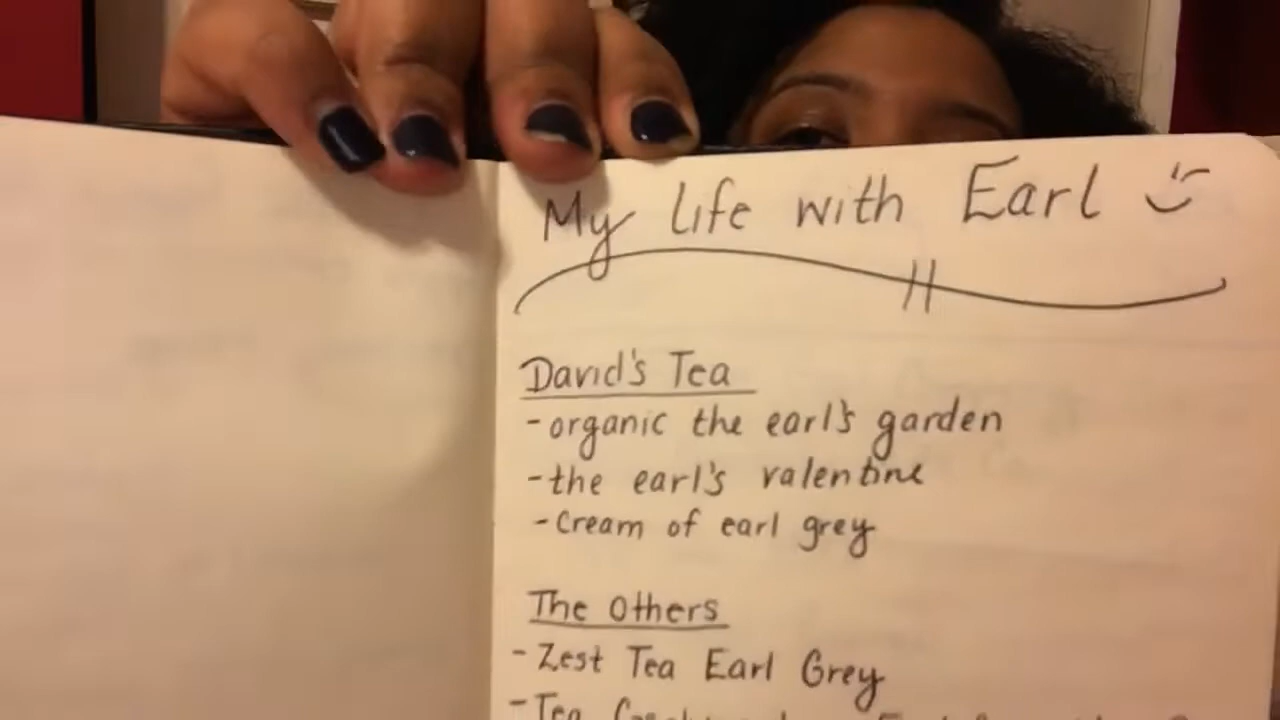 My life with Earl
David's Tea
- organic the earl's garden
- the earl's valentine
- Cream of earl grey
The Others
- Zest Tea Earl Grey
- Tea